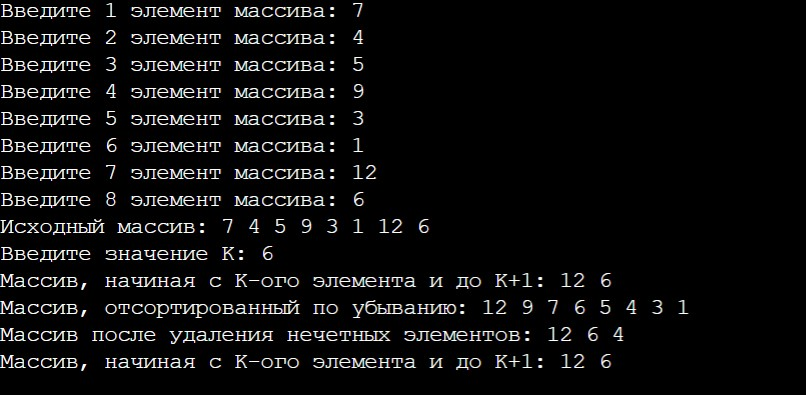 Введите 1 элемент массива: 7
Введите 2 элемент массива: 4
Введите 3 элемент массива: 5
Введите 4 элемент массива: 9
Введите 5 элемент массива: 3
Введите 6 элемент массива: 1
Введите 7 элемент массива: 12
Введите 8 элемент массива: 6
Исходный массив: 7 4 5 9 3 1 12 6
Введите значение K: 6
Массив, начиная с K-ого элемента и до K+1: 12 6
Массив, отсортированный по убыванию: 12 9 7 6 5 4 3 1
Массив после удаления нечетных элементов: 12 6 4
Массив, начиная с K-ого элемента и до K+1: 12 6